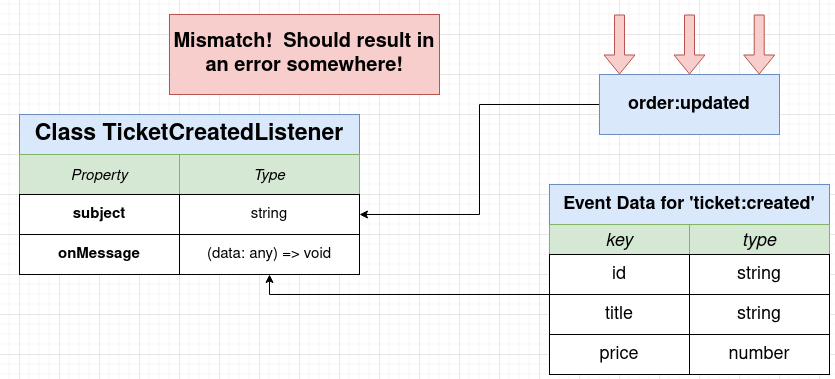 Mismatch!  Should result in
an error somewhere!
order:updated
Class TicketCreatedListener
Property Type
subject string
onMessage (data: any) => void
Event Data for 'ticket:created'
key type
id string
title string
price number